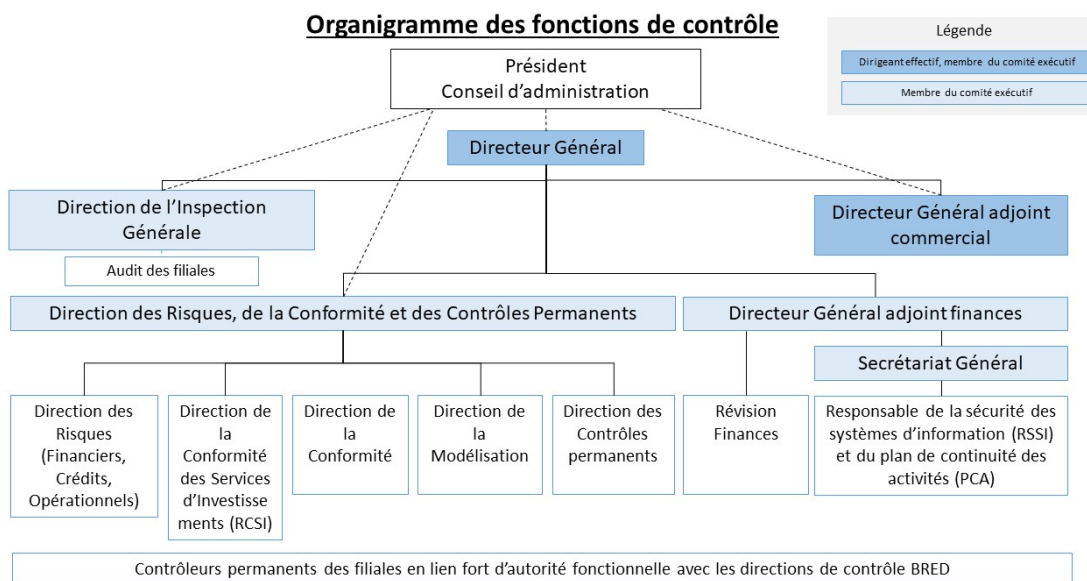 Organigramme des fonctions de contrôle
Légende
Dirigeant effectif, membre du comité exécutif
Membre du comité exécutif
Président
Conseil d'administration
Directeur Général
Direction de l'Inspection
Générale
Audit des filiales
Directeur Général adjoint
commercial
Direction des Risques, de la Conformité et des Contrôles Permanents
Directeur Général adjoint finances
Secrétariat Général
Direction des
Risques
(Financiers,
Crédits,
Opérationnels)
Direction de
la
Conformité
des Services
d'Investisse
ments (RCSI)
Direction de
la
Conformité
Direction de
la
Modélisation
Direction des
Contrôles
permanents
Révision
Finances
Responsable de la sécurité des
systèmes d'information (RSSI)
et du plan de continuité des
activités (PCA)
Contrôleurs permanents des filiales en lien fort d'autorité fonctionnelle avec les directions de contrôle BRED